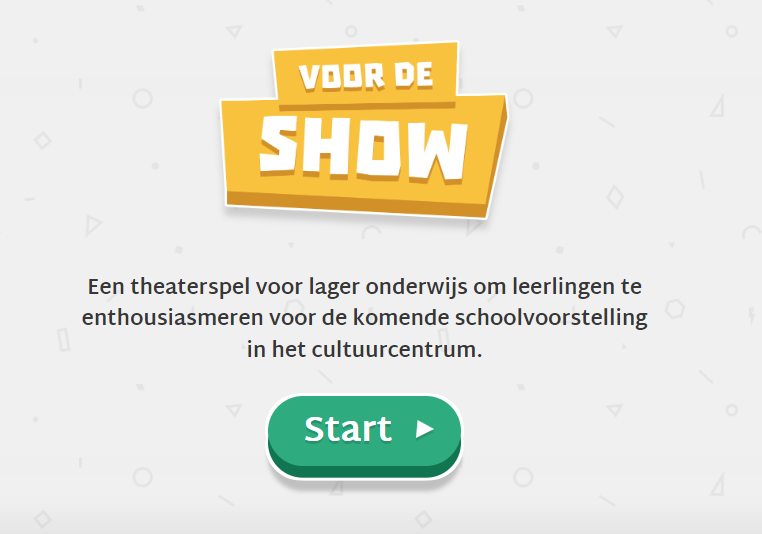 VOOR DE
SHOW
Een theaterspel voor lager onderwijs om leerlingen te
enthousiasmeren voor de komende schoolvoorstelling
in het cultuurcentrum.
Start